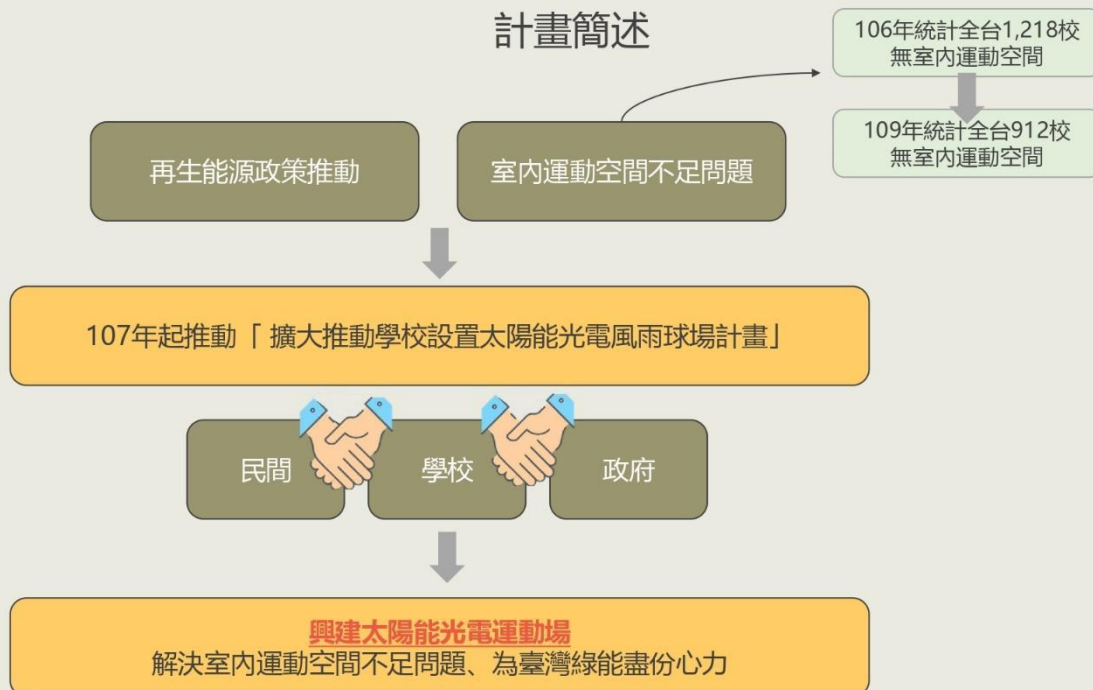 計畫簡述
106年統計全台1,218校
無室內運動空間
109年統計全台912校
無室內運動空間
再生能源政策推動
室內運動空間不足問題
107年起推動「 擴大推動學校設置太陽能光電風雨球場計畫」
民間
學校
政府
興建太陽能光電運動場
解決室內運動空間不足問題、為臺灣綠能盡份心力